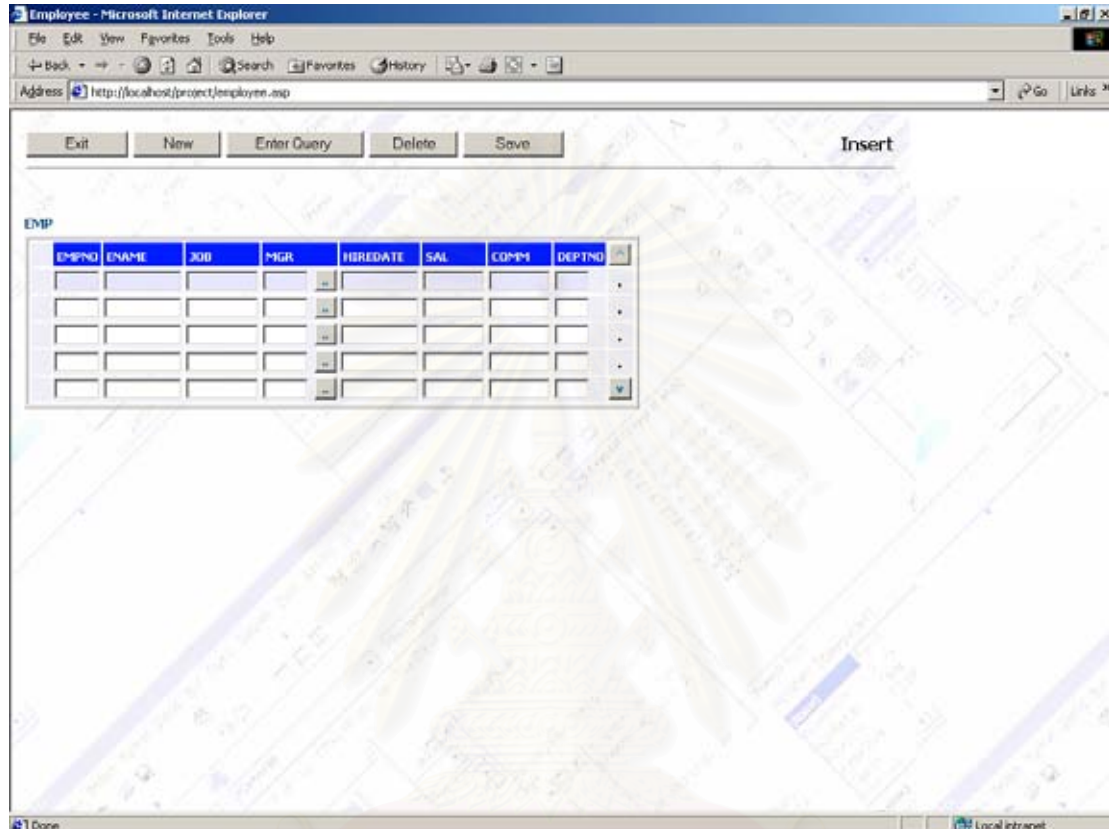 Employee - Microsoft Internet Explorer
File Edit View Favorites Tools Help
Back Search Favorites History
Address http://localhost/project/employee.asp Go Links »
Exit New Enter Query Delete Save Insert
EMP
EMPNO ENAME JOB MGR HIREDATE SAL COMM DEPTNO
Done Local intranet